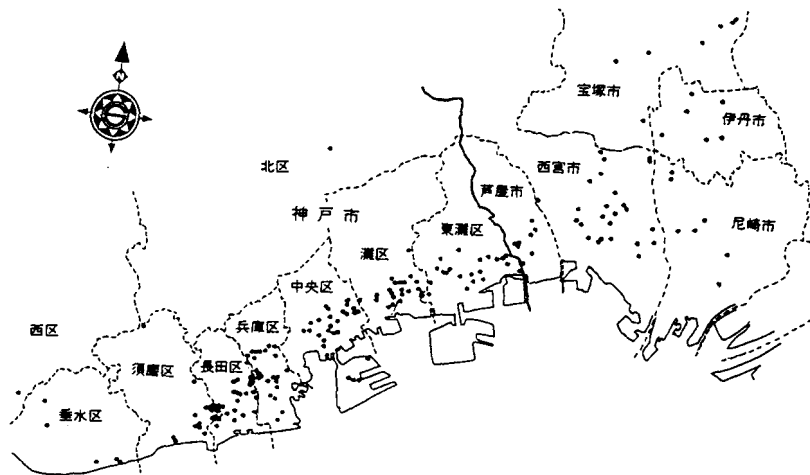 宝塚市
伊丹市
北区
西宮市
芦屋市
神戸市
尼崎市
東灘区
灘区
中央区
兵庫区
西区
長田区
須磨区
垂水区